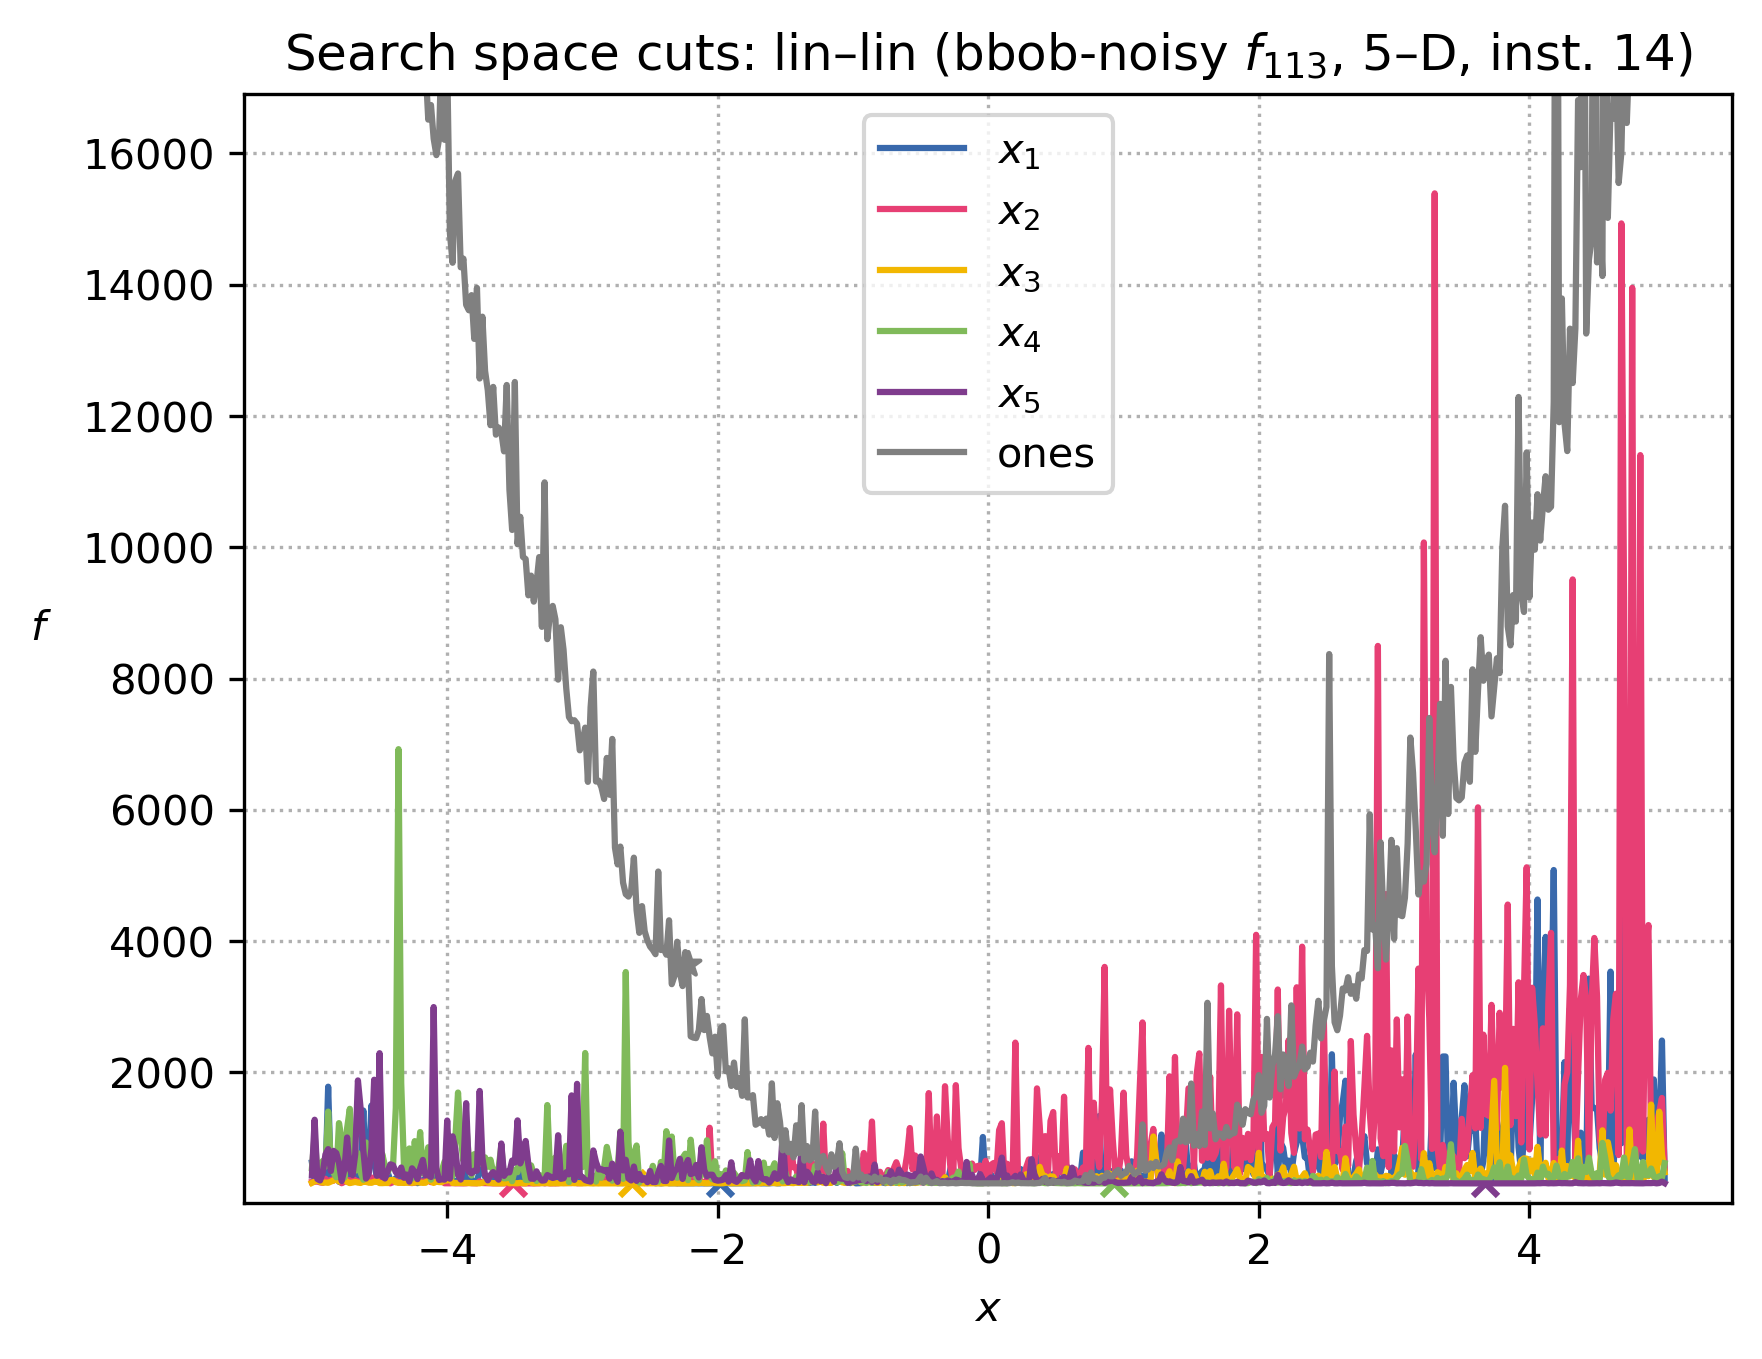 Search space cuts: lin–lin (bbob-noisy f₁₁₃, 5–D, inst. 14)
x₁
x₂
x₃
x₄
x₅
ones
16000
14000
12000
10000
8000
6000
4000
2000
f
−4 −2 0 2 4
x